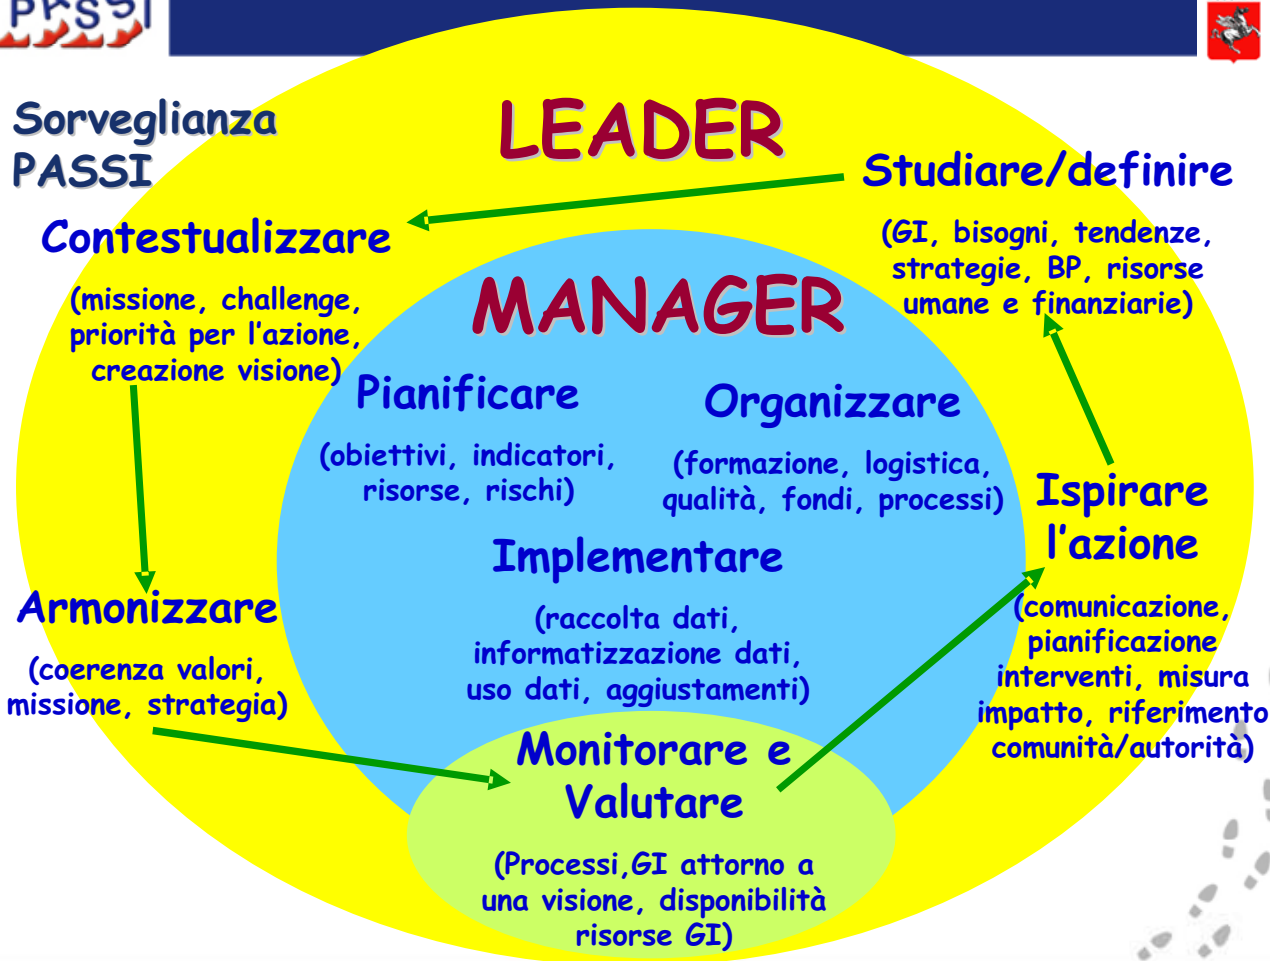 PASSI
Sorveglianza
PASSI
LEADER
Studiare/definire
(GI, bisogni, tendenze,
strategie, BP, risorse
umane e finanziarie)
Contestualizzare
(missione, challenge,
priorità per l'azione,
creazione visione)
MANAGER
Pianificare
(obiettivi, indicatori,
risorse, rischi)
Organizzare
(formazione, logistica,
qualità, fondi, processi)
Ispirare
l'azione
(comunicazione,
pianificazione
interventi, misura
impatto, riferimento
comunità/autorità)
Implementare
(raccolta dati,
informatizzazione dati,
uso dati, aggiustamenti)
Armonizzare
(coerenza valori,
missione, strategia)
Monitorare e
Valutare
(Processi,GI attorno a
una visione, disponibilità
risorse GI)